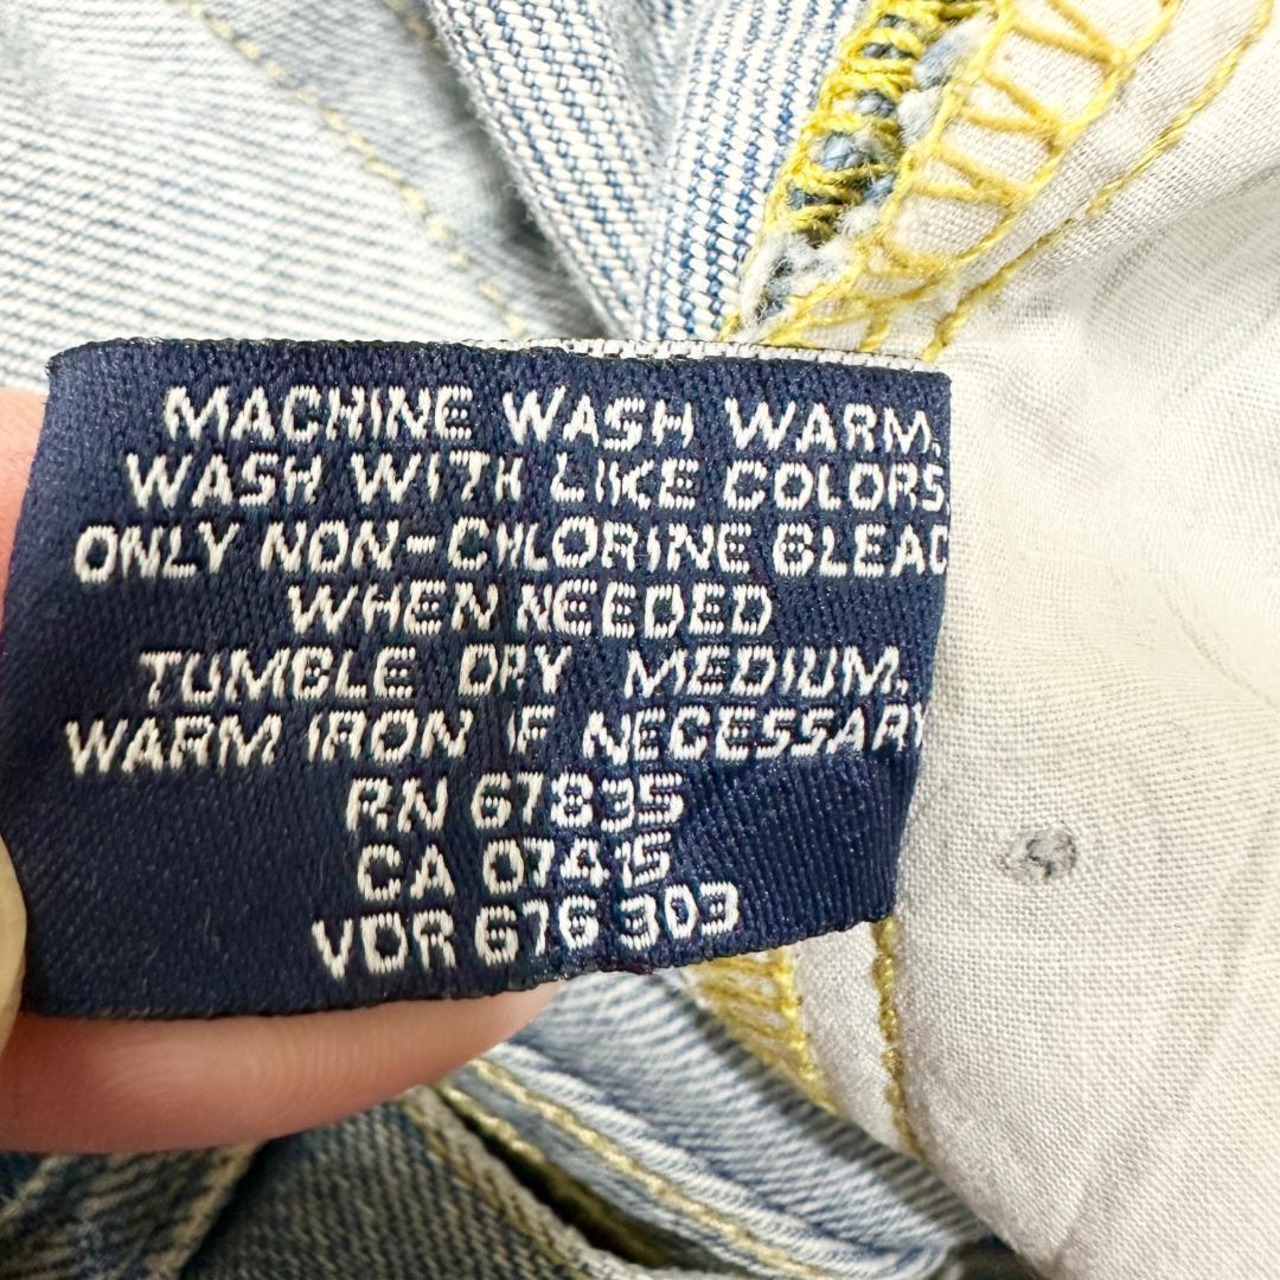 MACHINE WASH WARM.
WASH WITH LIKE COLORS
ONLY NON-CHLORINE BLEAC
WHEN NEEDED
TUMBLE DRY MEDIUM.
WARM IRON IF NECESSARY
RN 67835
CA 07415
VDR 676 303